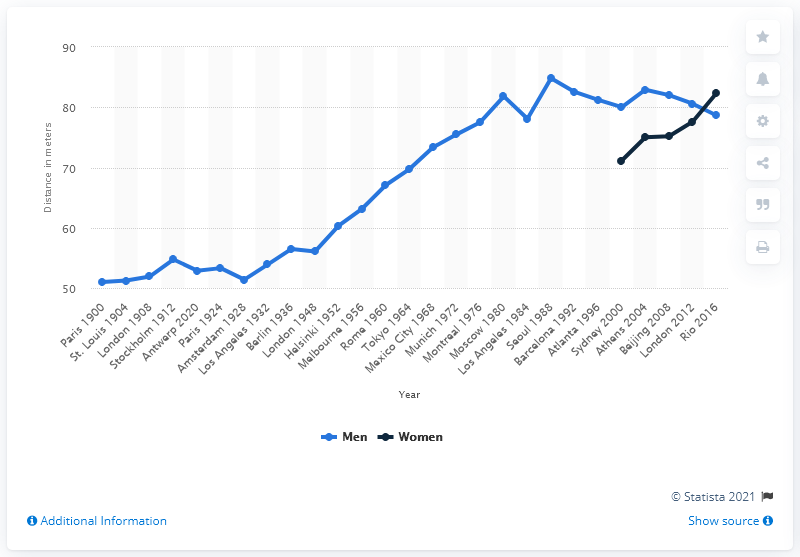 90
80
70
60
50
Distance in meters
Paris 1900
St. Louis 1904
London 1908
Stockholm 1912
Antwerp 2020
Paris 1924
Amsterdam 1928
Los Angeles 1932
Berlin 1936
London 1948
Helsinki 1952
Melbourne 1956
Rome 1960
Tokyo 1964
Mexico City 1968
Munich 1972
Montreal 1976
Moscow 1980
Los Angeles 1984
Seoul 1988
Barcelona 1992
Atlanta 1996
Sydney 2000
Athens 2004
Beijing 2008
London 2012
Rio 2016
Year
Men Women
© Statista 2021
Additional Information
Show source